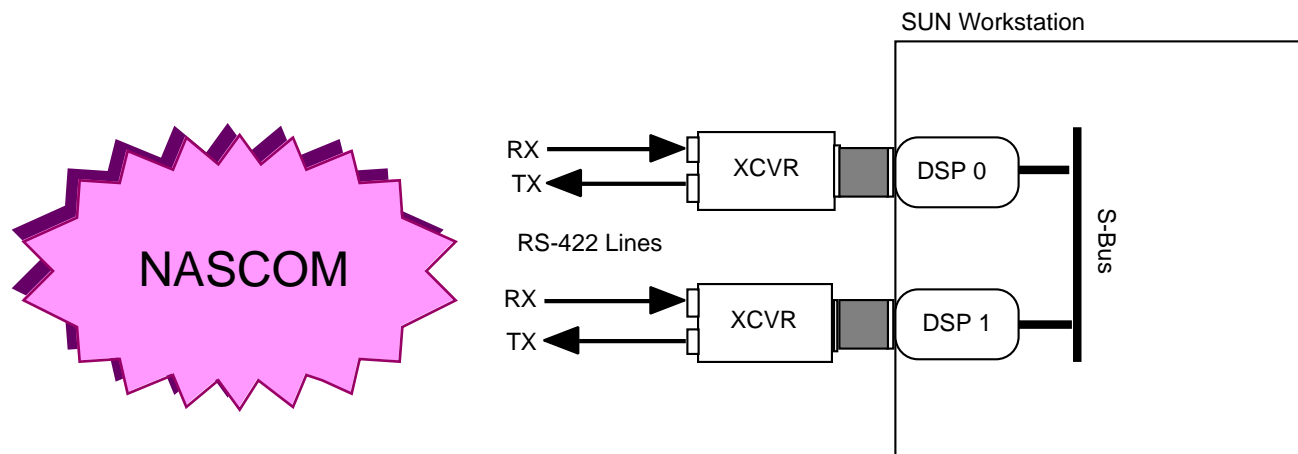 SUN Workstation
NASCOM
RX
TX
XCVR
DSP 0
RS-422 Lines
S-Bus
RX
TX
XCVR
DSP 1